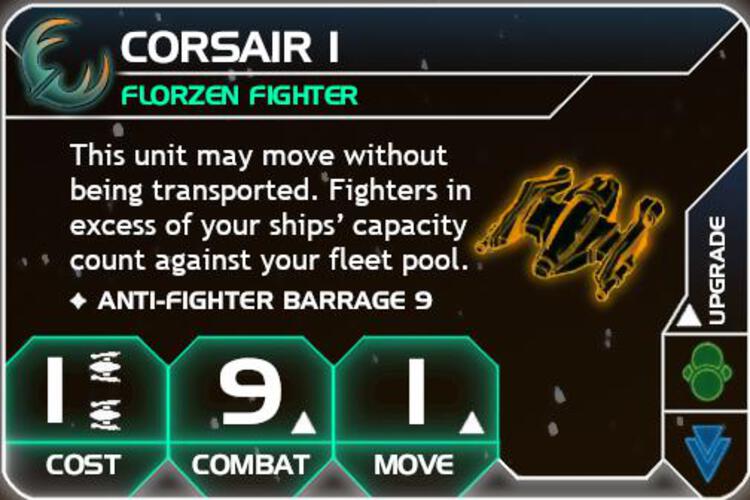 CORSAIR I
FLORZEN FIGHTER
This unit may move without
being transported. Fighters in
excess of your ships' capacity
count against your fleet pool.
ANTI-FIGHTER BARRAGE 9
UPGRADE
1
COST
9
COMBAT
1
MOVE